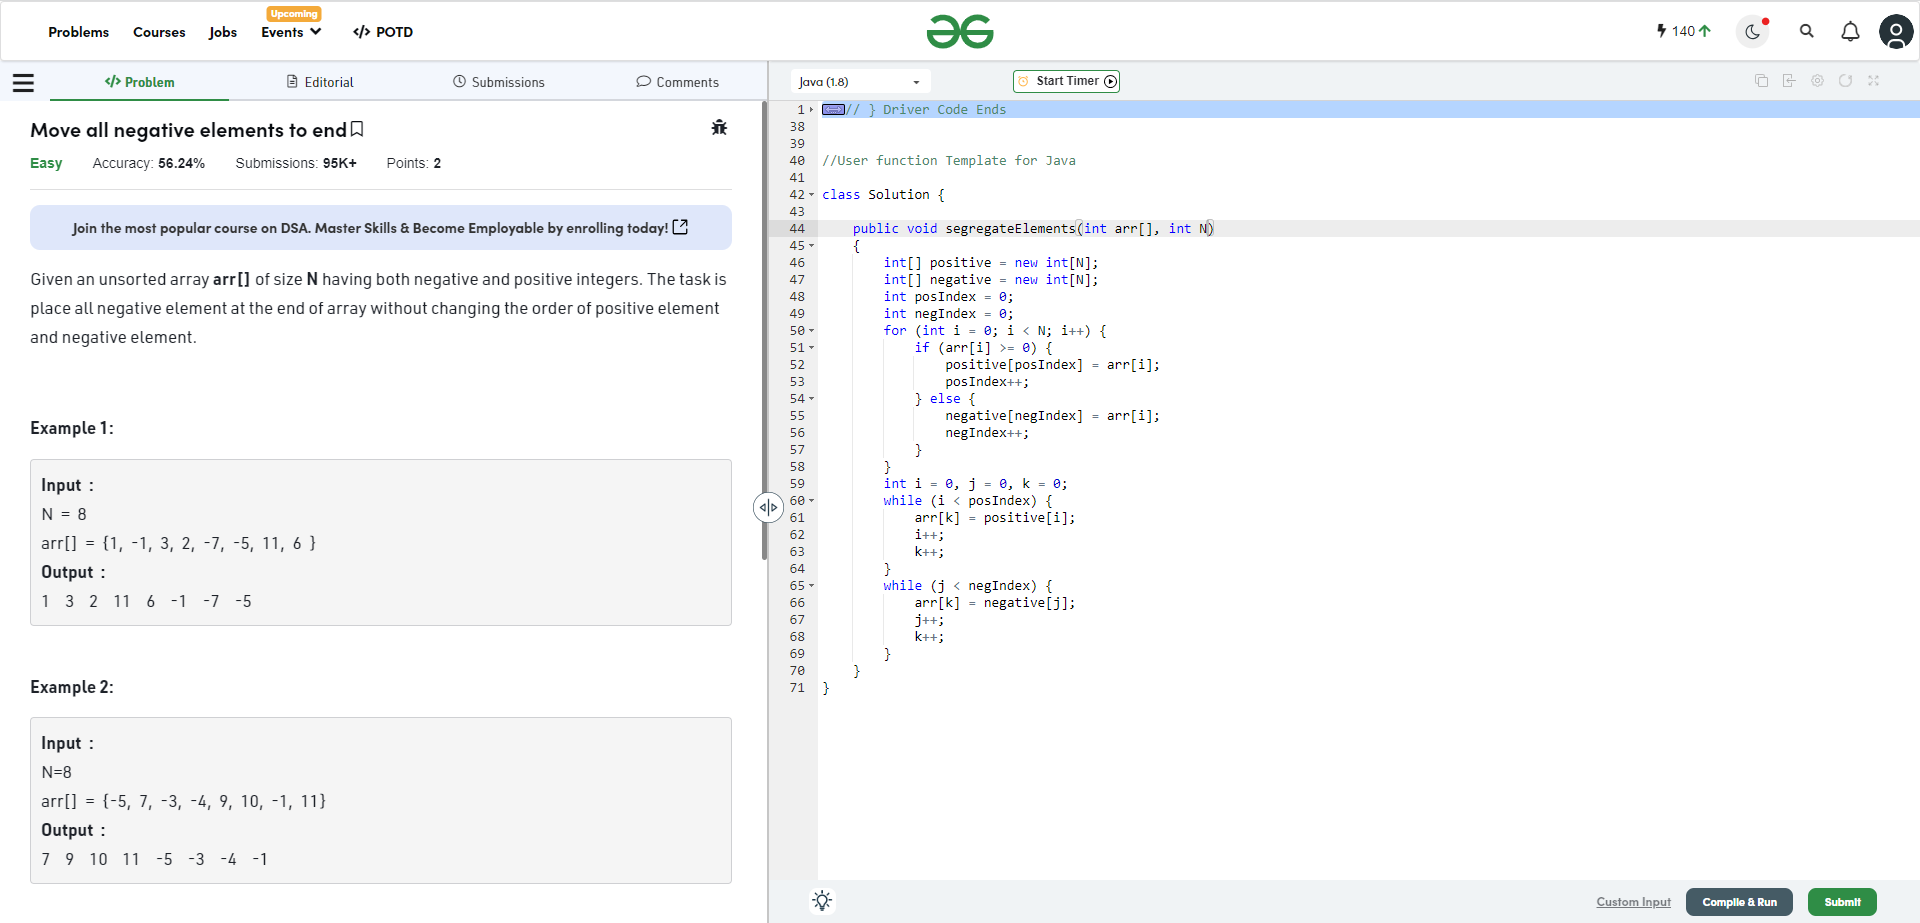 Upcoming
Problems Courses Jobs Events </> POTD
140
</> Problem Editorial Submissions Comments
Java (1.8)
Start Timer
Move all negative elements to end
Easy Accuracy: 56.24% Submissions: 95K+ Points: 2
Join the most popular course on DSA. Master Skills & Become Employable by enrolling today!
Given an unsorted array arr[] of size N having both negative and positive integers. The task is
place all negative element at the end of array without changing the order of positive element
and negative element.
Example 1:
Input :
N = 8
arr[] = {1, -1, 3, 2, -7, -5, 11, 6 }
Output :
1 3 2 11 6 -1 -7 -5
Example 2:
Input :
N=8
arr[] = {-5, 7, -3, -4, 9, 10, -1, 11}
Output :
7 9 10 11 -5 -3 -4 -1
1 // } Driver Code Ends
38
39
40 //User function Template for Java
41
42 class Solution {
43
44 public void segregateElements(int arr[], int N)
45 {
46 int[] positive = new int[N];
47 int[] negative = new int[N];
48 int posIndex = 0;
49 int negIndex = 0;
50 for (int i = 0; i < N; i++) {
51 if (arr[i] >= 0) {
52 positive[posIndex] = arr[i];
53 posIndex++;
54 } else {
55 negative[negIndex] = arr[i];
56 negIndex++;
57 }
58 }
59 int i = 0, j = 0, k = 0;
60 while (i < posIndex) {
61 arr[k] = positive[i];
62 i++;
63 k++;
64 }
65 while (j < negIndex) {
66 arr[k] = negative[j];
67 j++;
68 k++;
69 }
70 }
71 }
Custom Input Compile & Run Submit